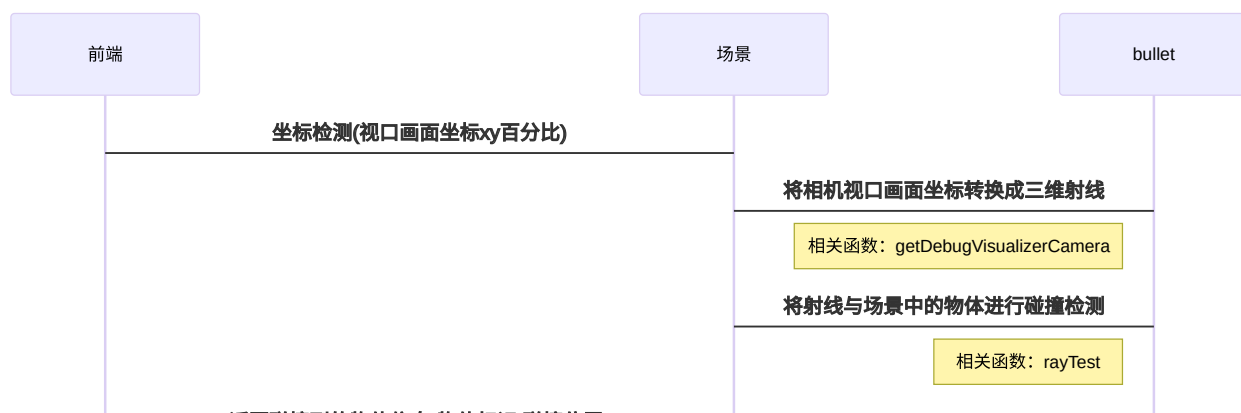 前端
场景
bullet
坐标检测(视口画面坐标xy百分比)
将相机视口画面坐标转换成三维射线
相关函数：getDebugVisualizerCamera
将射线与场景中的物体进行碰撞检测
相关函数：rayTest